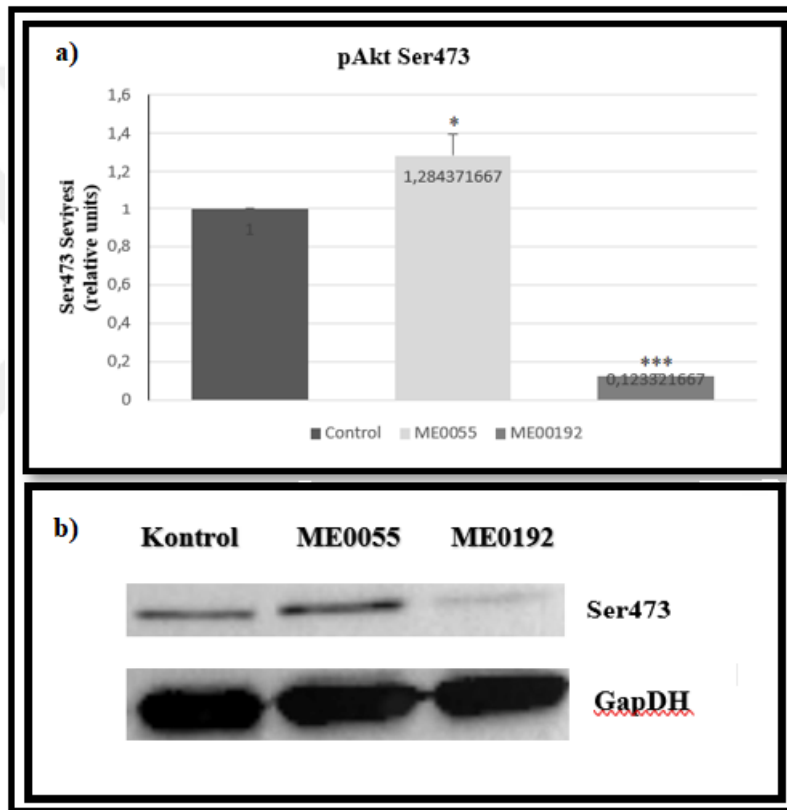 a)
pAkt Ser473
Ser473 Seviyesi
(relative units)
1,6
1,4
1,2
1
0,8
0,6
0,4
0,2
0
1
*
1,284371667
***
0,123321667
Control ME0055 ME00192
b)
Kontrol ME0055 ME0192
Ser473
GapDH